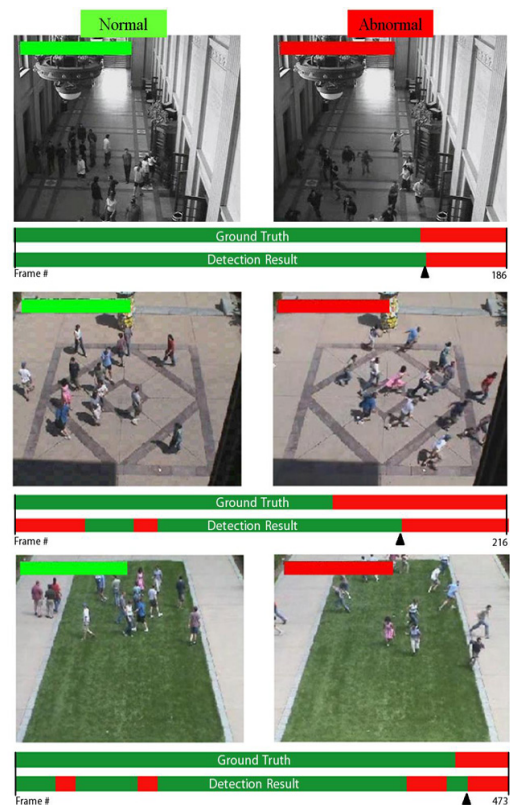 Normal
Abnormal
Ground Truth
Detection Result
Frame #
186
Ground Truth
Detection Result
Frame #
216
Ground Truth
Detection Result
Frame #
473